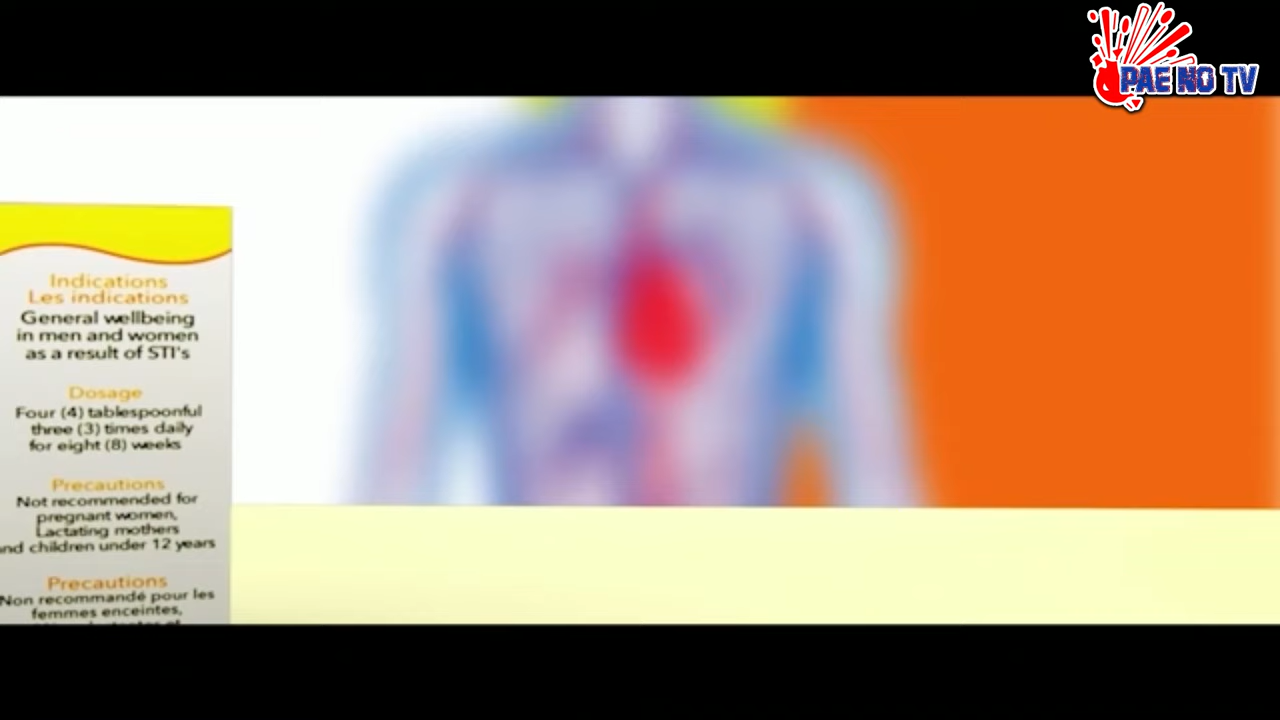 PAE NO TV
Indications
Les indications
General wellbeing
in men and women
as a result of STI's
Dosage
Four (4) tablespoonful
three (3) times daily
for eight (8) weeks
Precautions
Not recommended for
pregnant women,
Lactating mothers
and children under 12 years
Precautions
Non recommandé pour les
femmes enceintes,